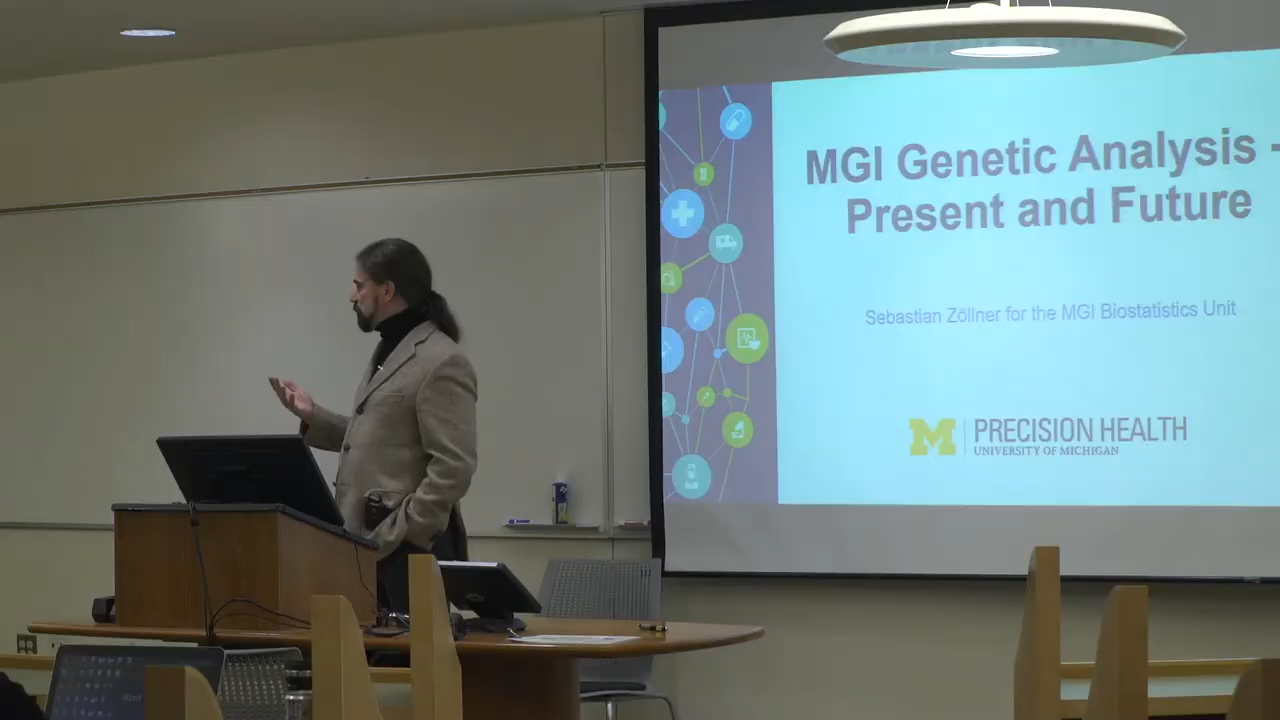 MGI Genetic Analysis -
Present and Future
Sebastian Zöllner for the MGI Biostatistics Unit
M PRECISION HEALTH
UNIVERSITY OF MICHIGAN